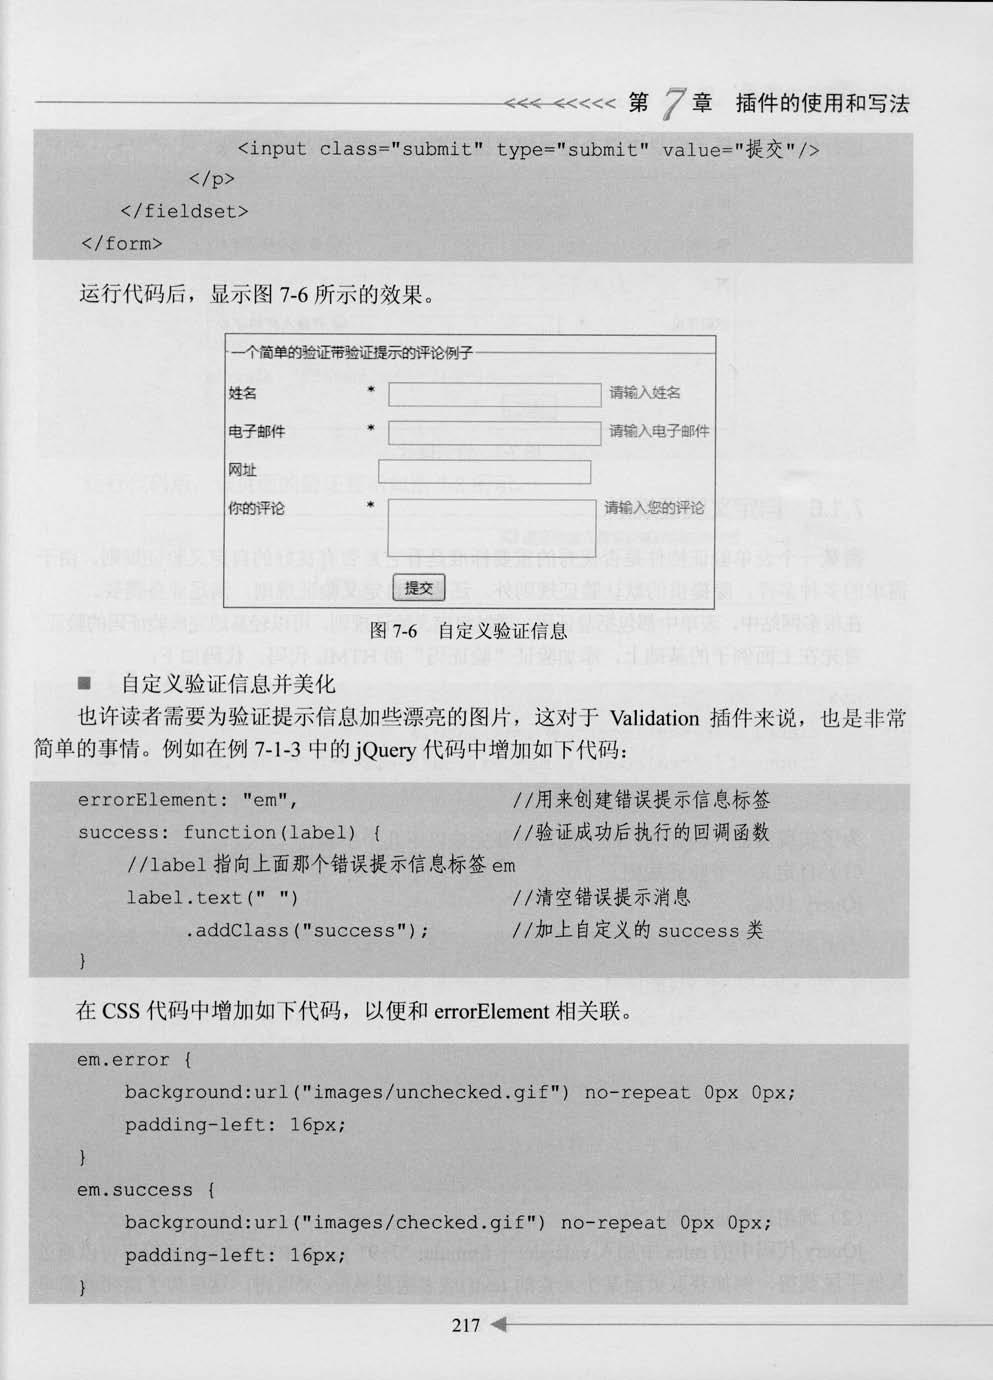 <<< <<<<< 第 7 章 插件的使用和写法
<input class="submit" type="submit" value="提交"/>
</p>
</fieldset>
</form>
运行代码后，显示图 7-6 所示的效果。
一个简单的验证带验证提示的评论例子
姓名 * 请输入姓名
电子邮件 * 请输入电子邮件
网址
你的评论 * 请输入您的评论
提交
图 7-6 自定义验证信息
■ 自定义验证信息并美化
也许读者需要为验证提示信息加些漂亮的图片，这对于 Validation 插件来说，也是非常
简单的事情。例如在例 7-1-3 中的 jQuery 代码中增加如下代码：
errorElement: "em", //用来创建错误提示信息标签
success: function(label) { //验证成功后执行的回调函数
//label 指向上面那个错误提示信息标签 em
label.text(" ") //清空错误提示消息
.addClass("success"); //加上自定义的 success 类
}
在 CSS 代码中增加如下代码，以便和 errorElement 相关联。
em.error {
background:url("images/unchecked.gif") no-repeat 0px 0px;
padding-left: 16px;
}
em.success {
background:url("images/checked.gif") no-repeat 0px 0px;
padding-left: 16px;
}
217